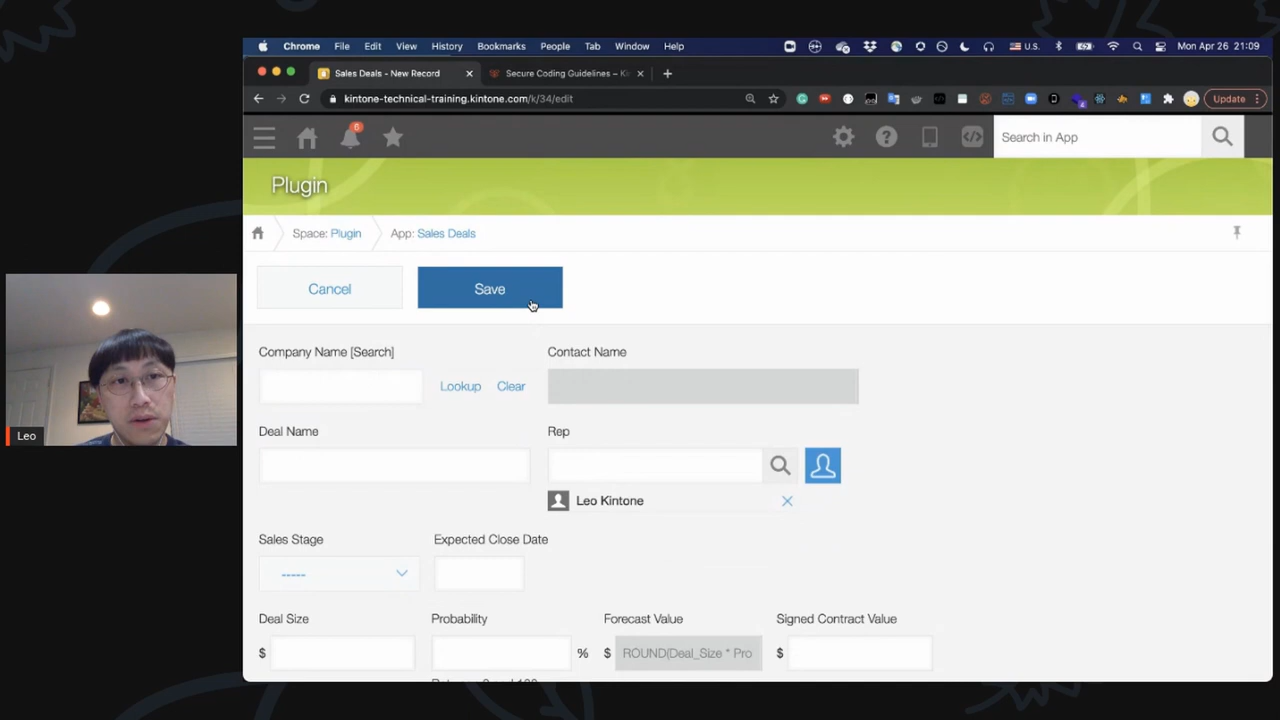 Chrome File Edit View History Bookmarks People Tab Window Help U.S. Mon Apr 26 21:09
Sales Deals - New Record
Secure Coding Guidelines – Ki
kintone-technical-training.kintone.com/k/34/edit
Update
6
Search in App
Plugin
Space: Plugin
App: Sales Deals
Cancel
Save
Company Name [Search]
Contact Name
Lookup Clear
Deal Name
Rep
Leo
Leo Kintone
Sales Stage
Expected Close Date
-----
Deal Size
Probability
Forecast Value
Signed Contract Value
$
%
$ ROUND(Deal_Size * Pro
$